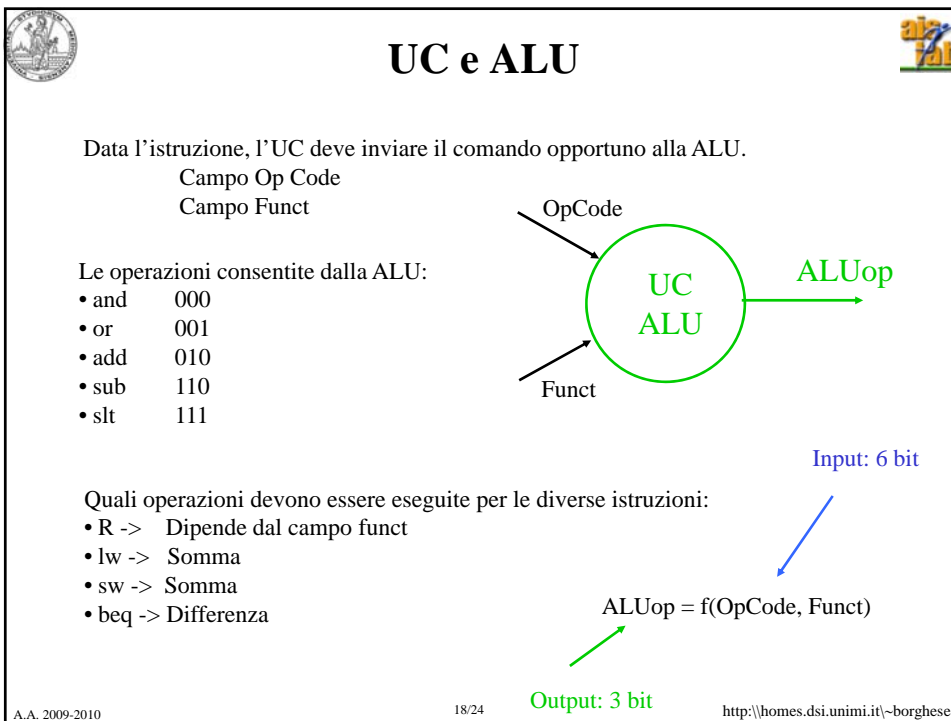 UC e ALU
Data l'istruzione, l'UC deve inviare il comando opportuno alla ALU.
Campo Op Code
Campo Funct
OpCode
UC
ALU
ALUop
Funct
Le operazioni consentite dalla ALU:
• and 000
• or 001
• add 010
• sub 110
• slt 111
Input: 6 bit
Quali operazioni devono essere eseguite per le diverse istruzioni:
• R -> Dipende dal campo funct
• lw -> Somma
• sw -> Somma
• beq -> Differenza
ALUop = f(OpCode, Funct)
Output: 3 bit
A.A. 2009-2010
18/24
http:\\homes.dsi.unimi.it\~borghese